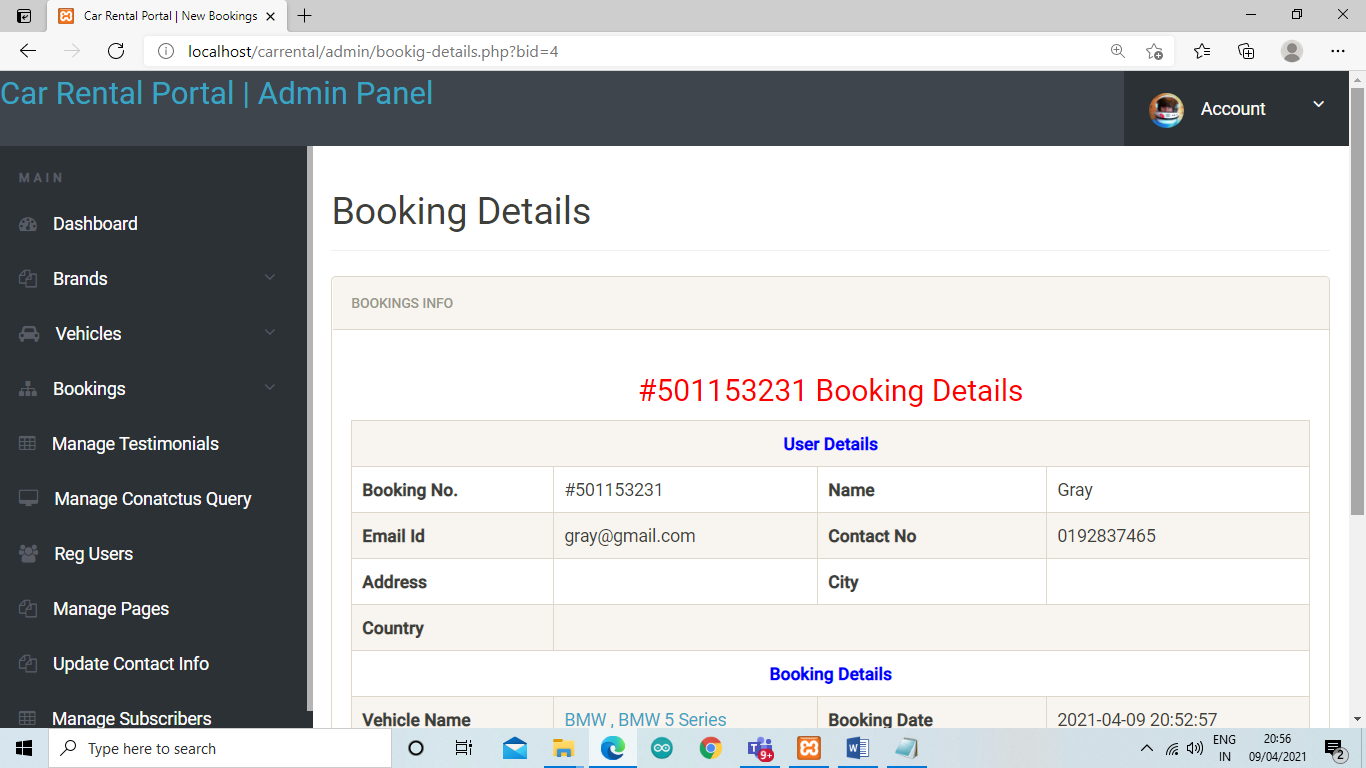 Car Rental Portal | New Bookings
localhost/carrental/admin/bookig-details.php?bid=4
Car Rental Portal | Admin Panel
Account
MAIN
Dashboard
Brands
Vehicles
Bookings
Manage Testimonials
Manage Conatctus Query
Reg Users
Manage Pages
Update Contact Info
Manage Subscribers
Booking Details
BOOKINGS INFO
#501153231 Booking Details
User Details
Booking No. #501153231 Name Gray
Email Id gray@gmail.com Contact No 0192837465
Address City
Country
Booking Details
Vehicle Name BMW , BMW 5 Series Booking Date 2021-04-09 20:52:57
Type here to search
9+
ENG
IN
20:56
09/04/2021
2